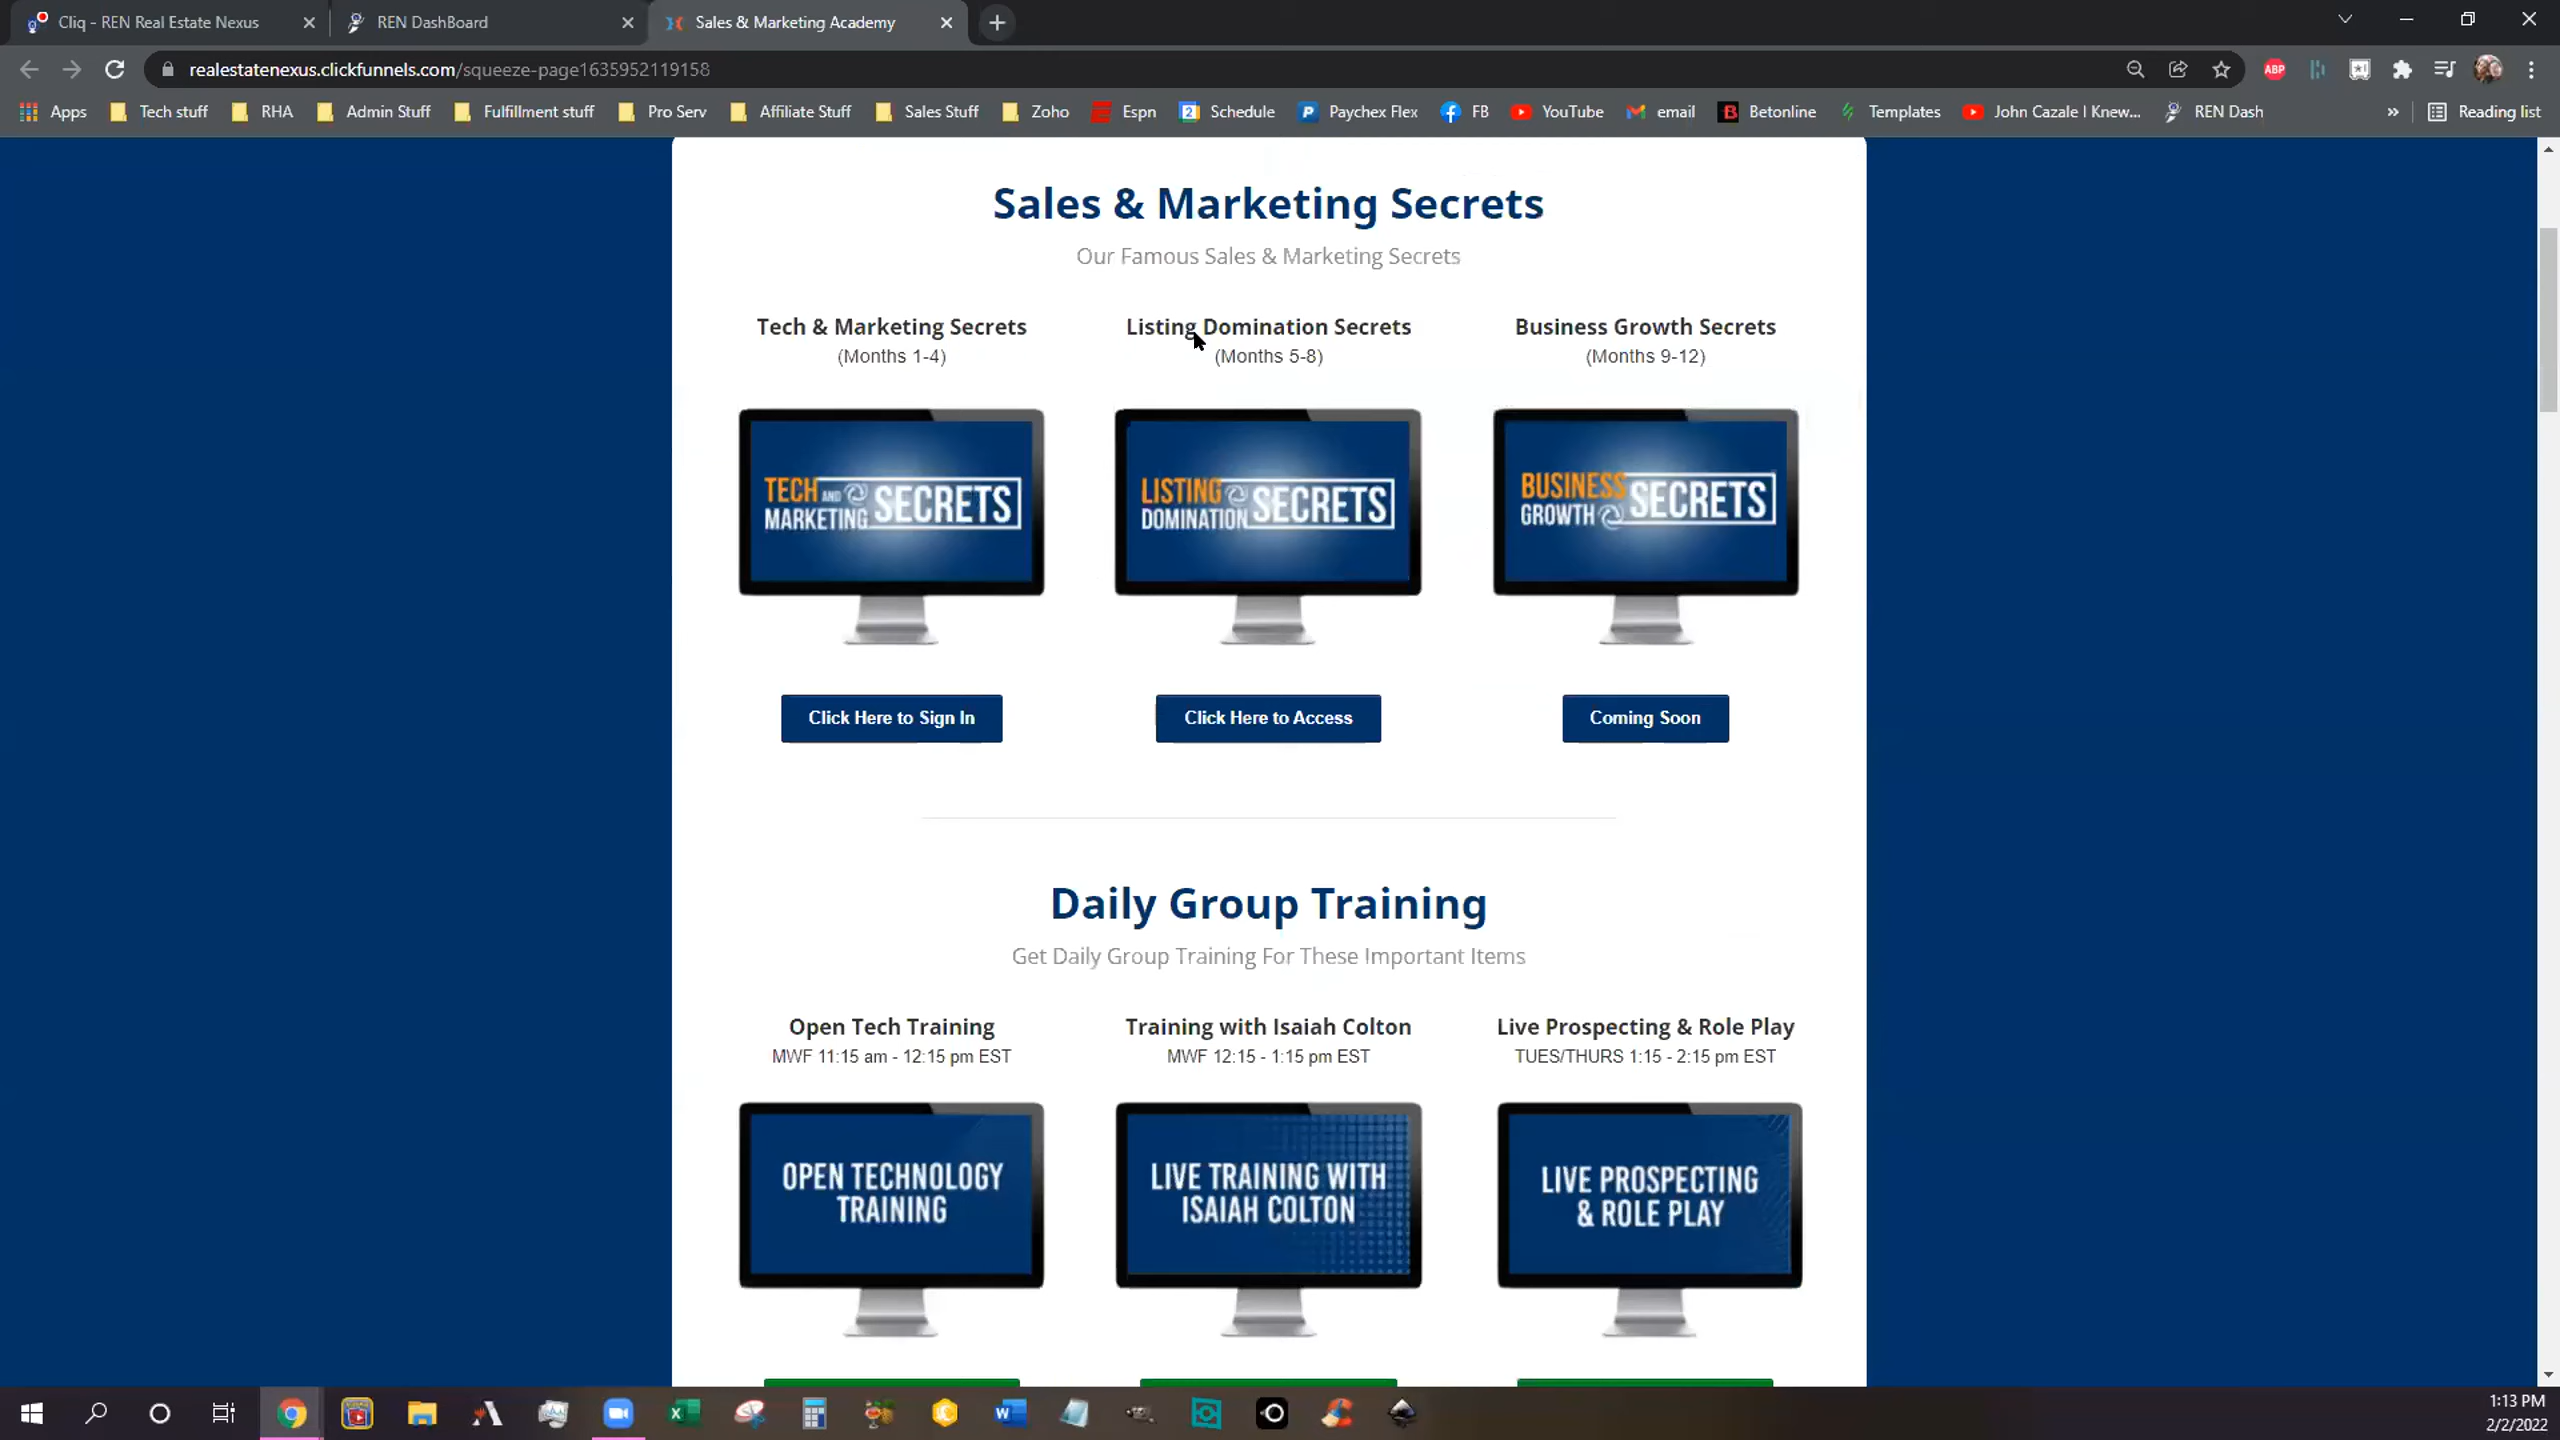 Cliq - REN Real Estate Nexus
REN DashBoard
Sales & Marketing Academy
realestatenexus.clickfunnels.com/squeeze-page1635952119158
ABP
Apps
Tech stuff
RHA
Admin Stuff
Fulfillment stuff
Pro Serv
Affiliate Stuff
Sales Stuff
Zoho
Espn
Schedule
Paychex Flex
FB
YouTube
email
Betonline
Templates
John Cazale I Knew...
REN Dash
»
Reading list
Sales & Marketing Secrets
Our Famous Sales & Marketing Secrets
Tech & Marketing Secrets
(Months 1-4)
Listing Domination Secrets
(Months 5-8)
Business Growth Secrets
(Months 9-12)
TECH AND
MARKETING SECRETS
LISTING
DOMINATION SECRETS
BUSINESS
GROWTH SECRETS
Click Here to Sign In
Click Here to Access
Coming Soon
Daily Group Training
Get Daily Group Training For These Important Items
Open Tech Training
MWF 11:15 am - 12:15 pm EST
Training with Isaiah Colton
MWF 12:15 - 1:15 pm EST
Live Prospecting & Role Play
TUES/THURS 1:15 - 2:15 pm EST
OPEN TECHNOLOGY
TRAINING
LIVE TRAINING WITH
ISAIAH COLTON
LIVE PROSPECTING
& ROLE PLAY
1:13 PM
2/2/2022